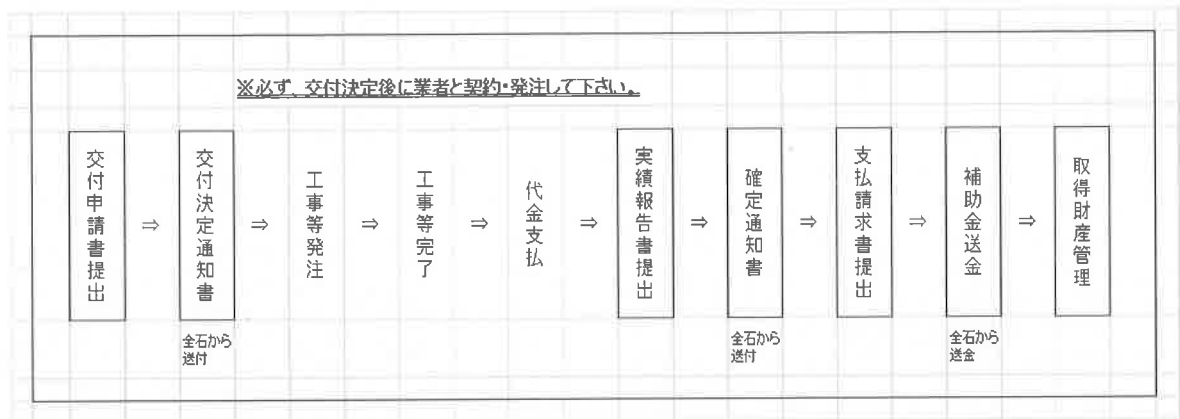 ※必ず、交付決定後に業者と契約・発注して下さい。
交付申請書提出
⇒
交付決定通知書
⇒
工事等発注
⇒
工事等完了
⇒
代金支払
⇒
実績報告書提出
⇒
確定通知書
⇒
支払請求書提出
⇒
補助金送金
⇒
取得財産管理
全石から
送付
全石から
送付
全石から
送金